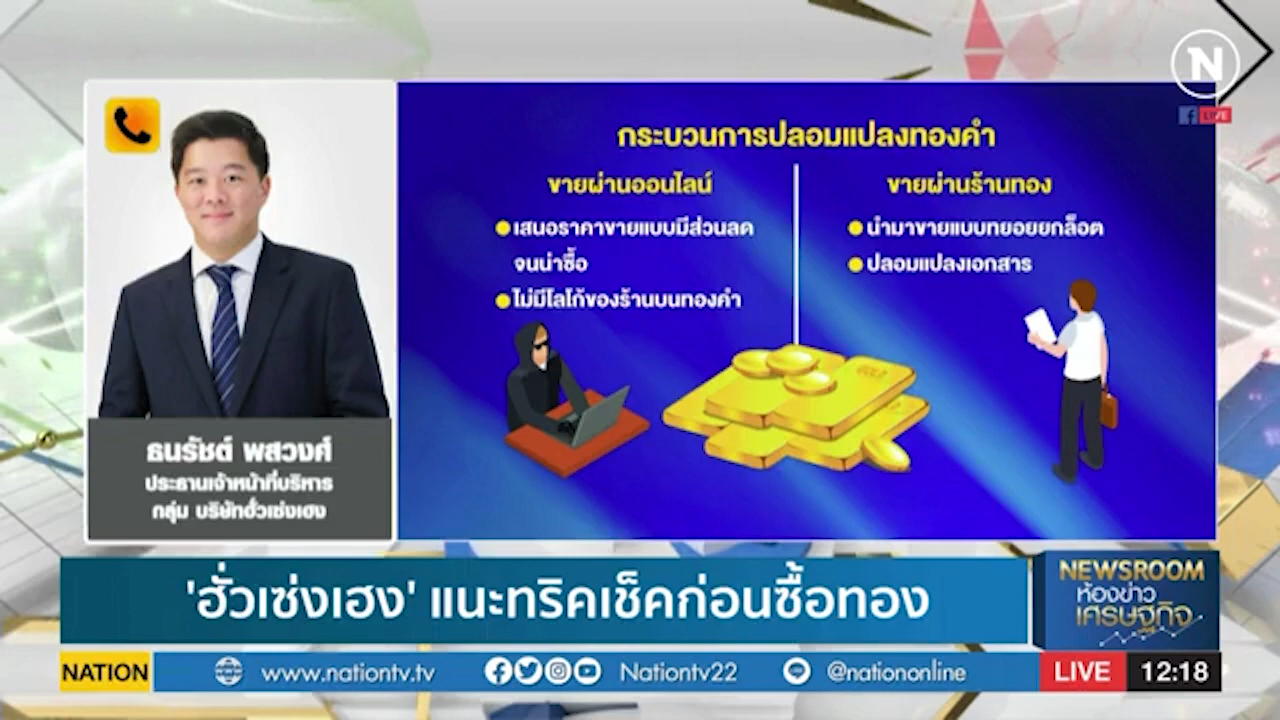 N
LIVE
กระบวนการปลอมแปลงทองคำ
ขายผ่านออนไลน์
เสนอราคาขายแบบมีส่วนลด
จนน่าซื้อ
ไม่มีโลโก้ของร้านบนทองคำ
ขายผ่านร้านทอง
นำมาขายแบบทยอยยกล็อต
ปลอมแปลงเอกสาร
GOLD
ธนรัชต์ พสวงศ์
ประธานเจ้าหน้าที่บริหาร
กลุ่ม บริษัทฮั่วเซ่งเฮง
'ฮั่วเซ่งเฮง' แนะทริคเช็คก่อนซื้อทอง
NEWSROOM
ห้องข่าว
เศรษฐกิจ
NATION
www.nationtv.tv
Nationtv22
@nationonline
LIVE
12:18